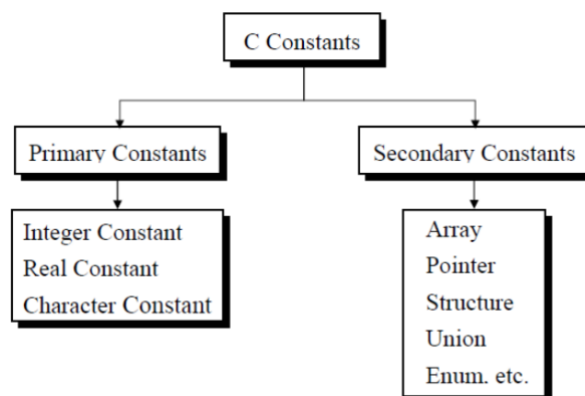 C Constants
Primary Constants
Secondary Constants
Integer Constant
Real Constant
Character Constant
Array
Pointer
Structure
Union
Enum. etc.